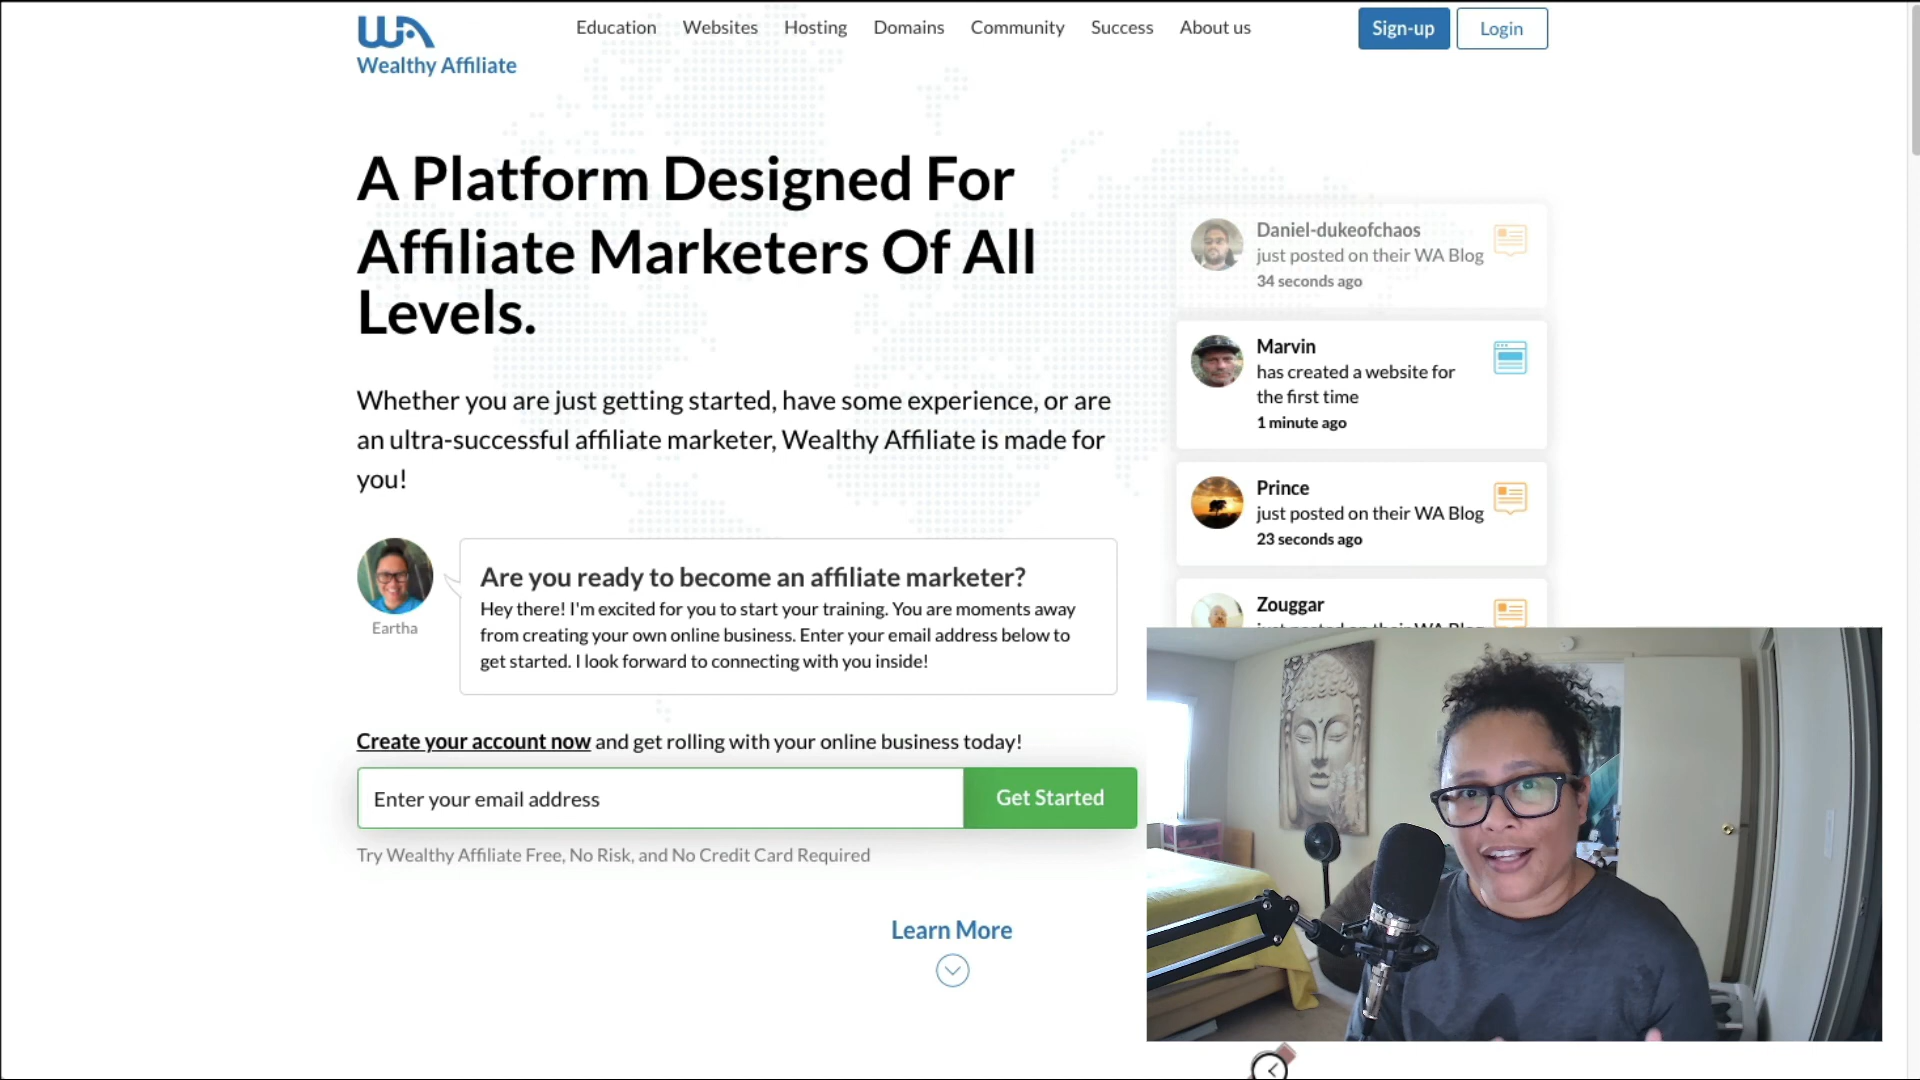 Wealthy Affiliate
Education Websites Hosting Domains Community Success About us
Sign-up Login
A Platform Designed For
Affiliate Marketers Of All
Levels.
Whether you are just getting started, have some experience, or are
an ultra-successful affiliate marketer, Wealthy Affiliate is made for
you!
Eartha
Are you ready to become an affiliate marketer?
Hey there! I'm excited for you to start your training. You are moments away
from creating your own online business. Enter your email address below to
get started. I look forward to connecting with you inside!
Create your account now and get rolling with your online business today!
Enter your email address
Get Started
Try Wealthy Affiliate Free, No Risk, and No Credit Card Required
Learn More
Daniel-dukeofchaos
just posted on their WA Blog
34 seconds ago
Marvin
has created a website for
the first time
1 minute ago
Prince
just posted on their WA Blog
23 seconds ago
Zouggar
just posted on their WA Blog